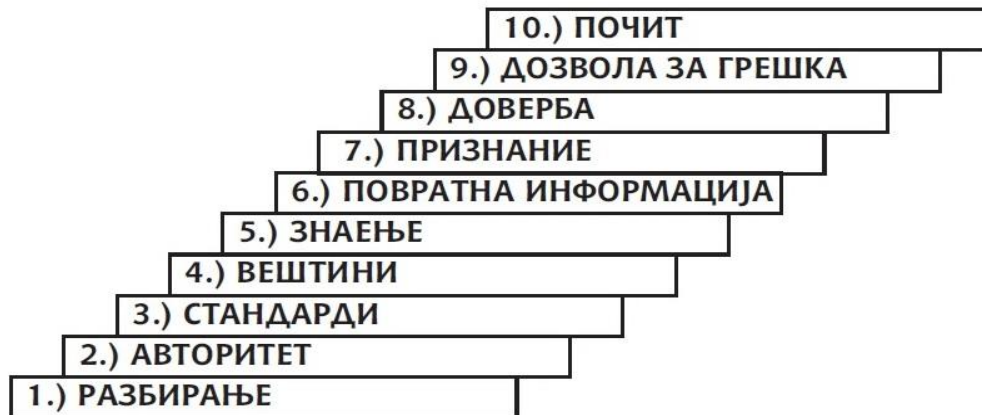 10.) ПОЧИТ
9.) ДОЗВОЛА ЗА ГРЕШКА
8.) ДОВЕРБА
7.) ПРИЗНАНИЕ
6.) ПОВРАТНА ИНФОРМАЦИЈА
5.) ЗНАЕЊЕ
4.) ВЕШТИНИ
3.) СТАНДАРДИ
2.) АВТОРИТЕТ
1.) РАЗБИРАЊЕ